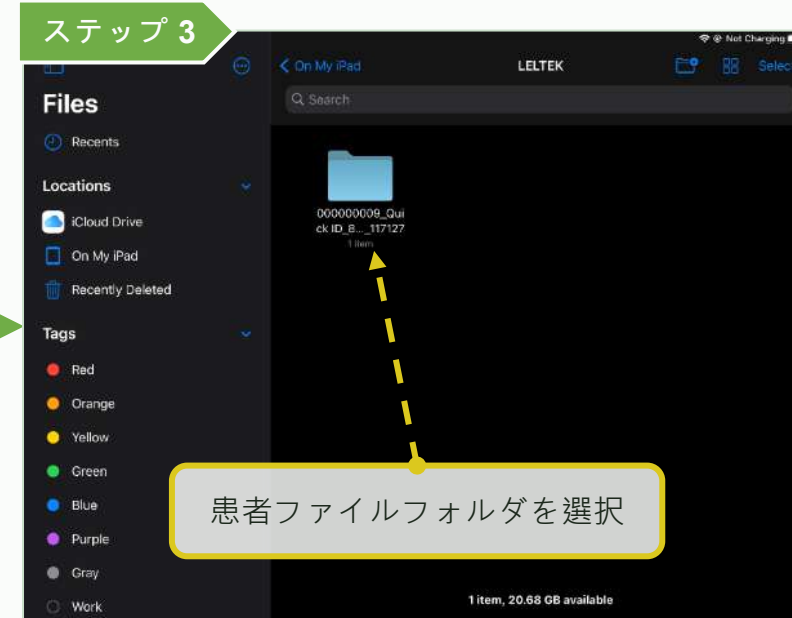 ステップ 3
Not Charging
Files
On My iPad
LELTEK
Selec
Search
Recents
Locations
iCloud Drive
On My iPad
Recently Deleted
Tags
Red
Orange
Yellow
Green
Blue
Purple
Gray
Work
000000009_Qui
ck ID_8..._117127
1 item
患者ファイルフォルダを選択
1 item, 20.68 GB available